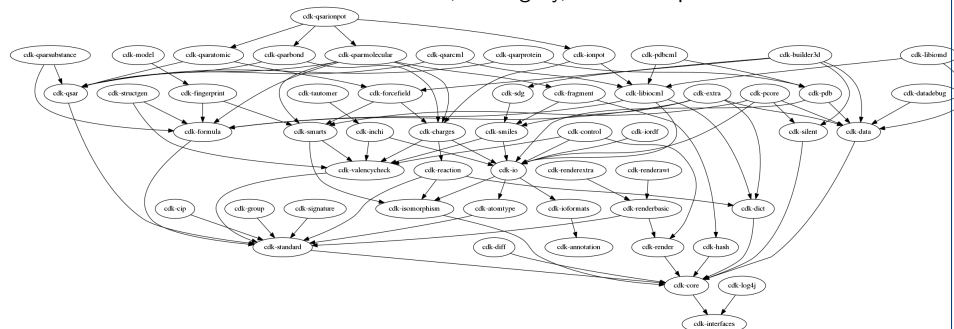 cdk-qsarionpot
cdk-qsarsubstance cdk-model cdk-qsaratomic cdk-qsarbond cdk-qsarmolecular cdk-qsarcml cdk-qsarprotein cdk-ionpot cdk-pdbcml cdk-builder3d cdk-libiomd
cdk-qsar cdk-structgen cdk-fingerprint cdk-tautomer cdk-forcefield cdk-sdg cdk-fragment cdk-libiocml cdk-extra cdk-pcore cdk-pdb cdk-datadebug
cdk-formula cdk-smarts cdk-inchi cdk-charges cdk-smiles cdk-control cdk-iordf cdk-silent cdk-data
cdk-valencycheck cdk-reaction cdk-io cdk-renderextra cdk-renderawt
cdk-cip cdk-group cdk-signature cdk-isomorphism cdk-atomtype cdk-ioformats cdk-renderbasic cdk-dict
cdk-standard cdk-diff cdk-annotation cdk-render cdk-hash
cdk-core cdk-log4j
cdk-interfaces